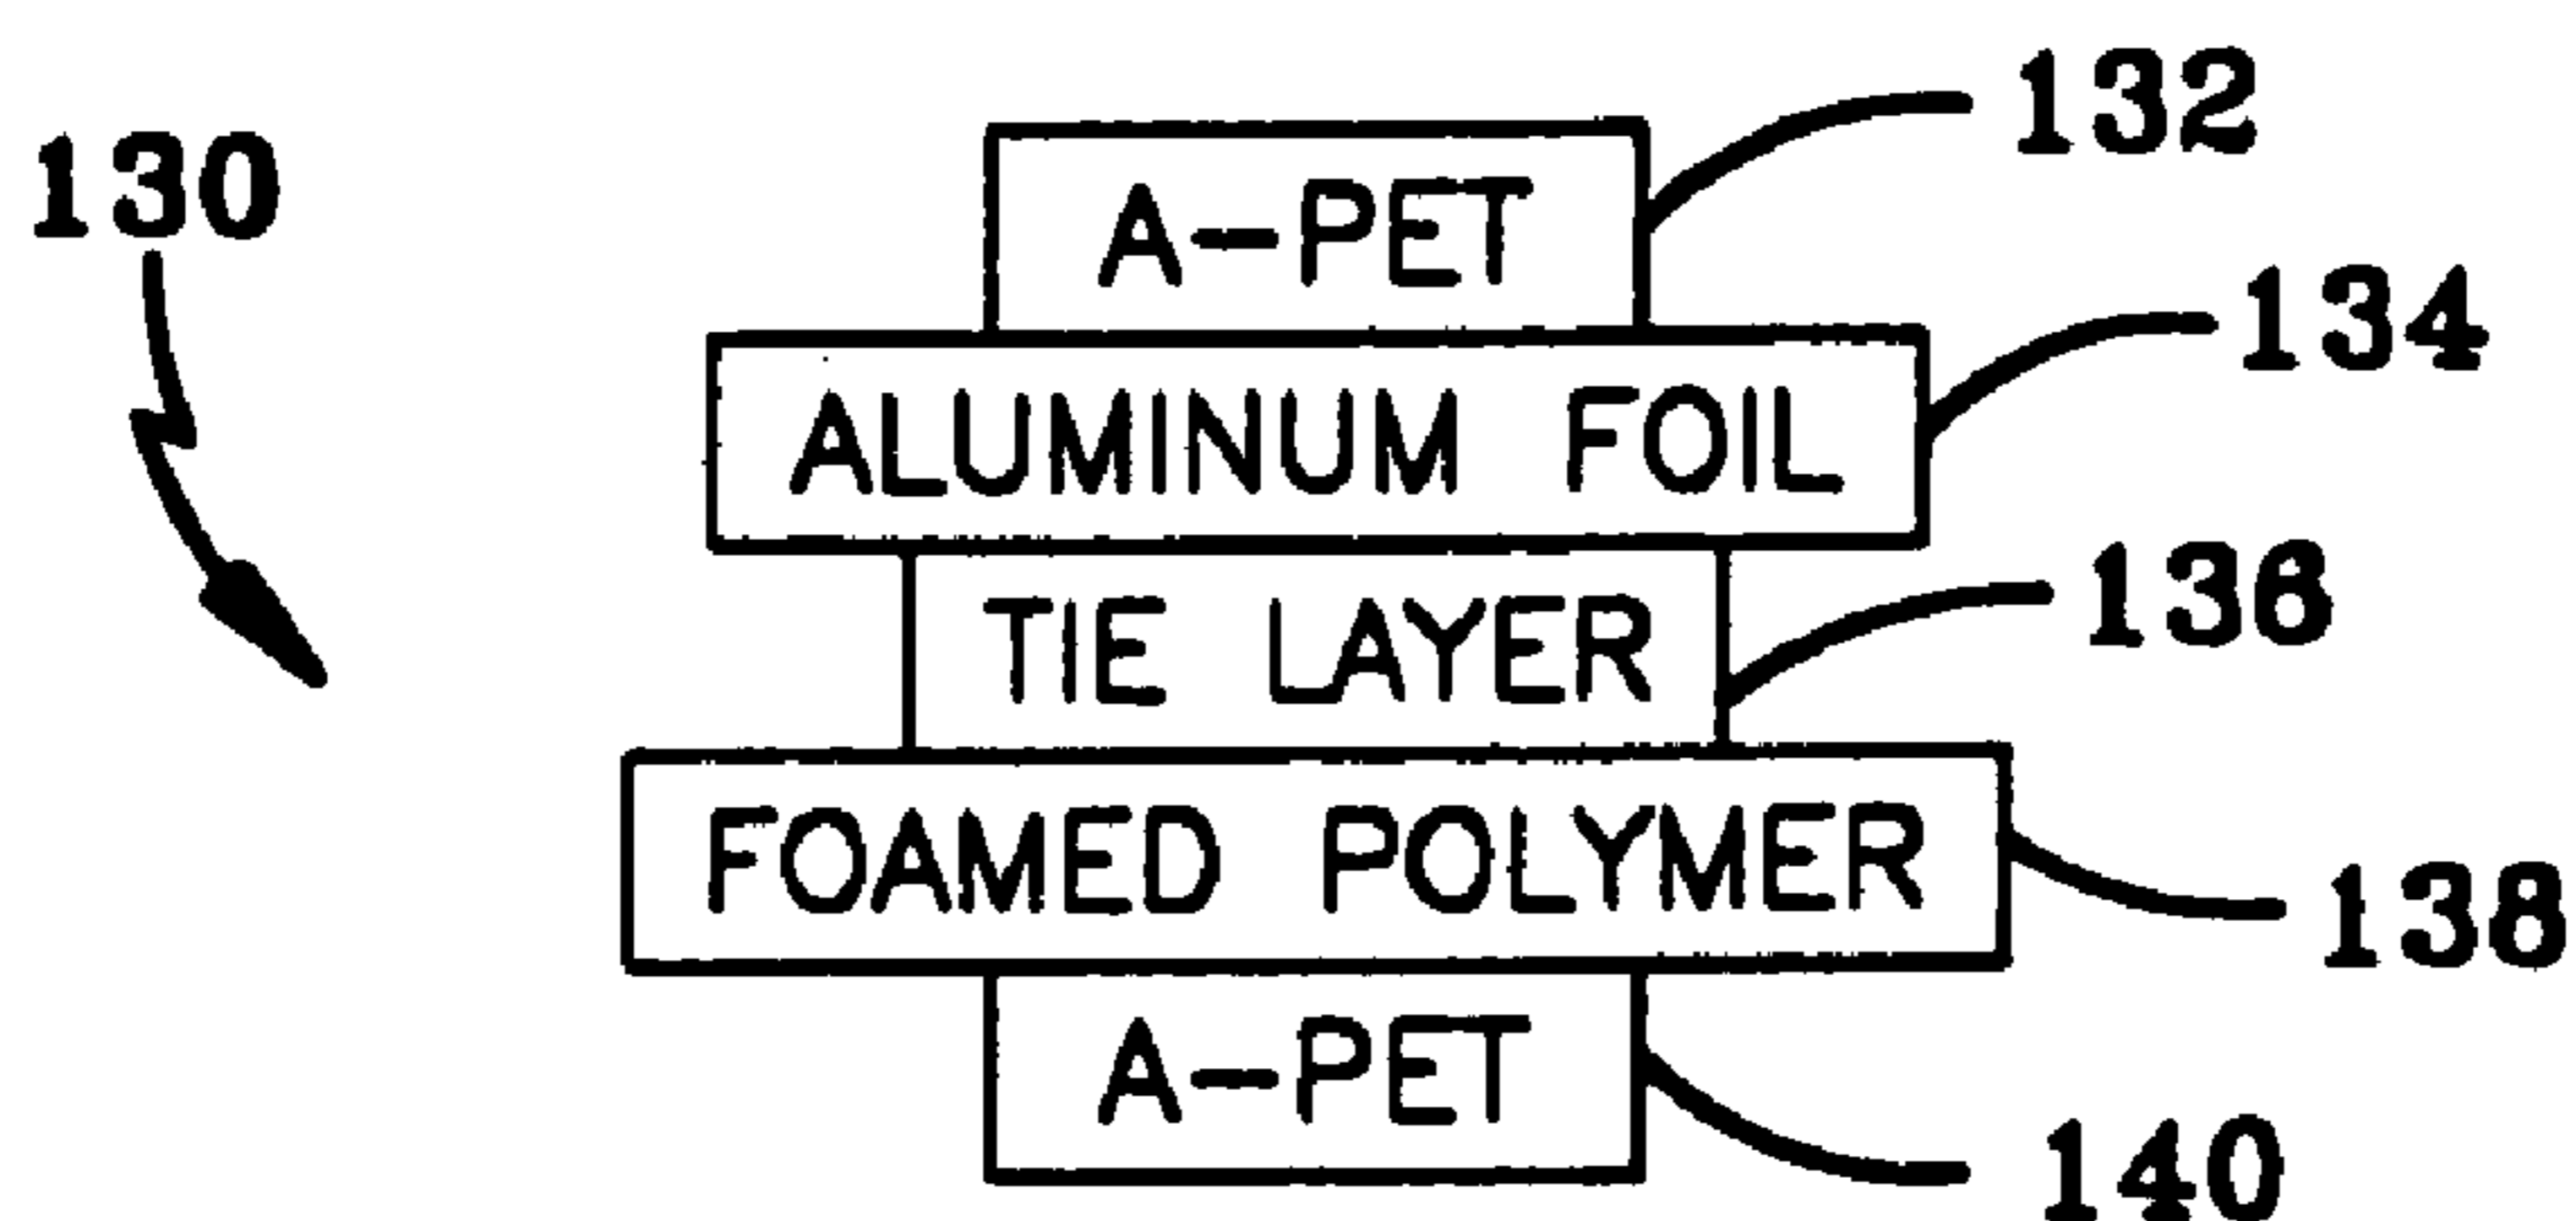 132
130
A-PET
134
ALUMINUM FOIL
136
TIE LAYER
FOAMED POLYMER
138
A-PET
140